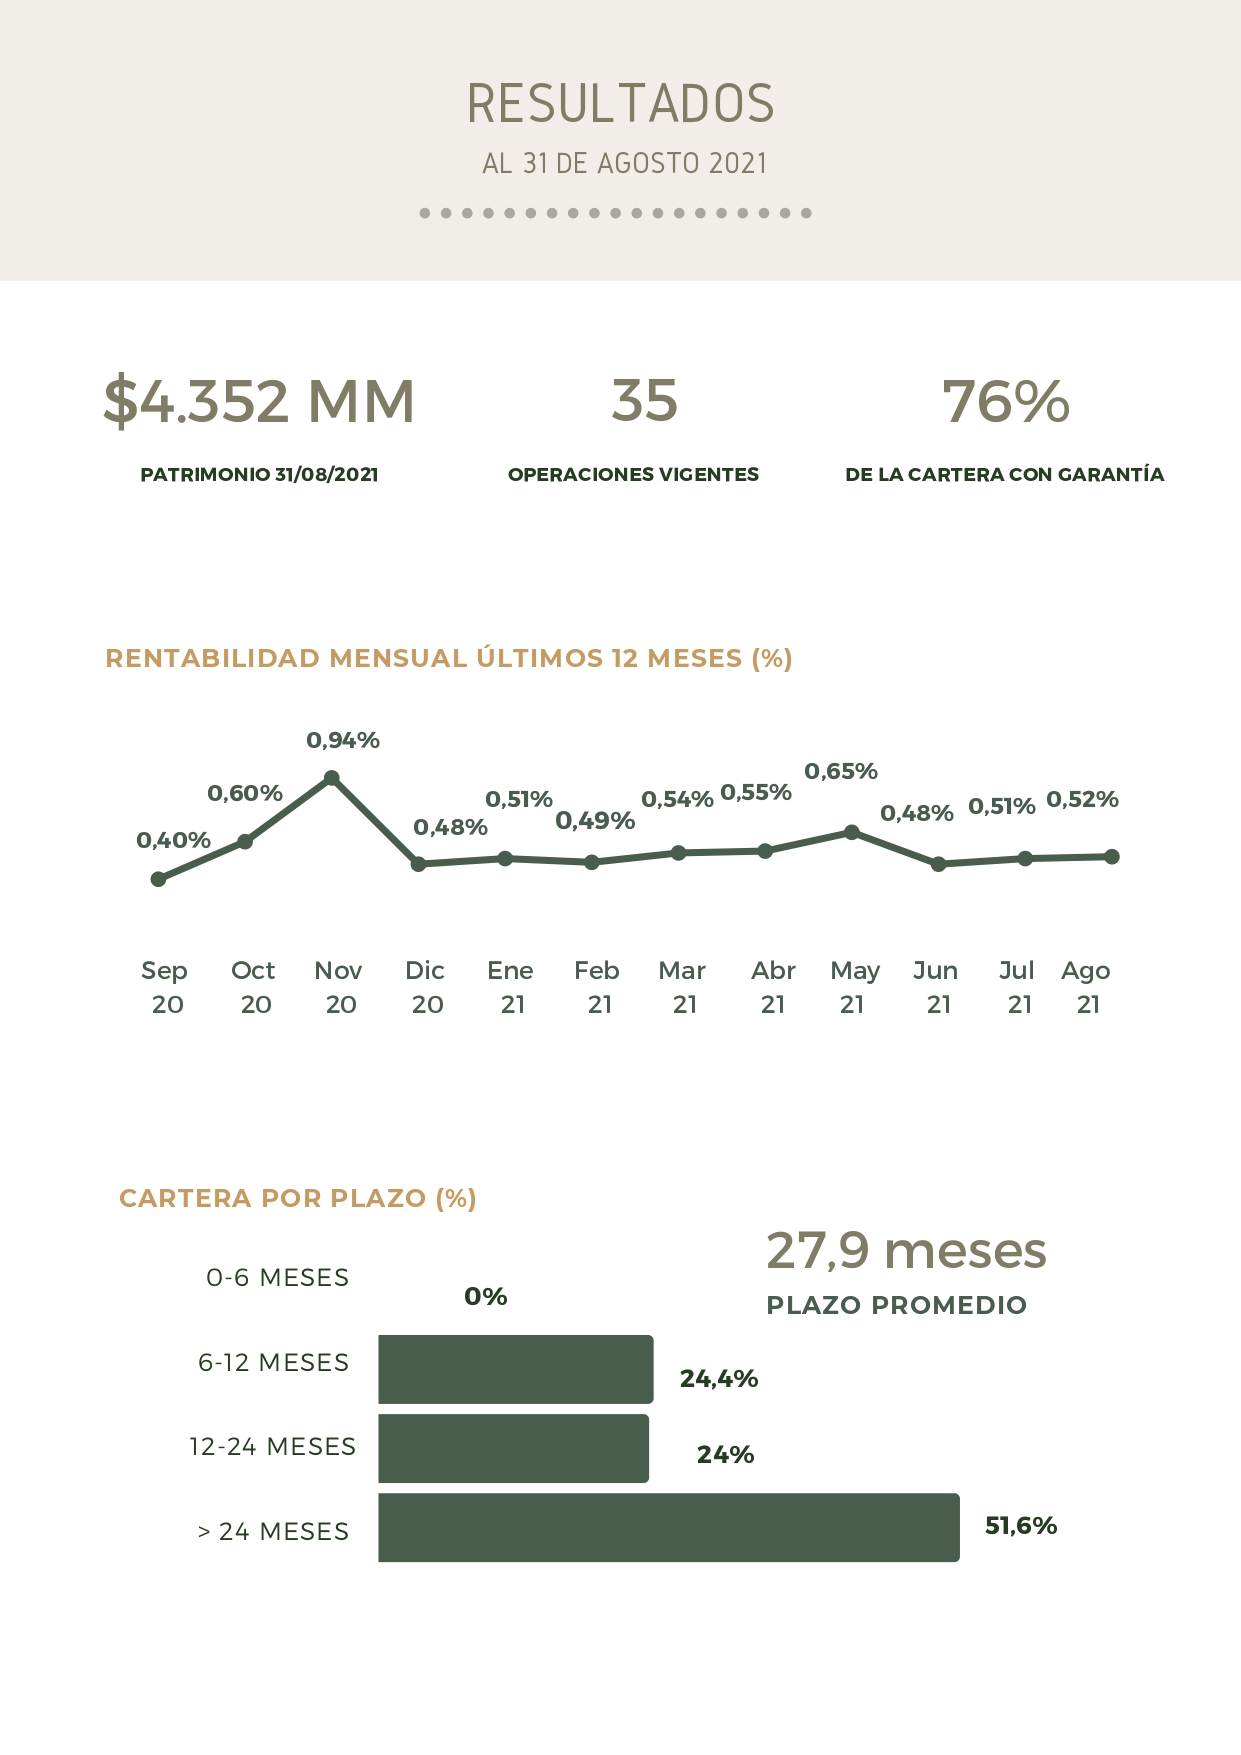 RESULTADOS
AL 31 DE AGOSTO 2021
$4.352 MM
35
76%
PATRIMONIO 31/08/2021
OPERACIONES VIGENTES
DE LA CARTERA CON GARANTÍA
RENTABILIDAD MENSUAL ÚLTIMOS 12 MESES (%)
0,40%
0,60%
0,94%
0,48%
0,51%
0,49%
0,54%
0,55%
0,65%
0,48%
0,51%
0,52%
Sep Oct Nov Dic Ene Feb Mar Abr May Jun Jul Ago
20 20 20 20 21 21 21 21 21 21 21 21
CARTERA POR PLAZO (%)
27,9 meses
PLAZO PROMEDIO
0-6 MESES
0%
6-12 MESES
24,4%
12-24 MESES
24%
> 24 MESES
51,6%